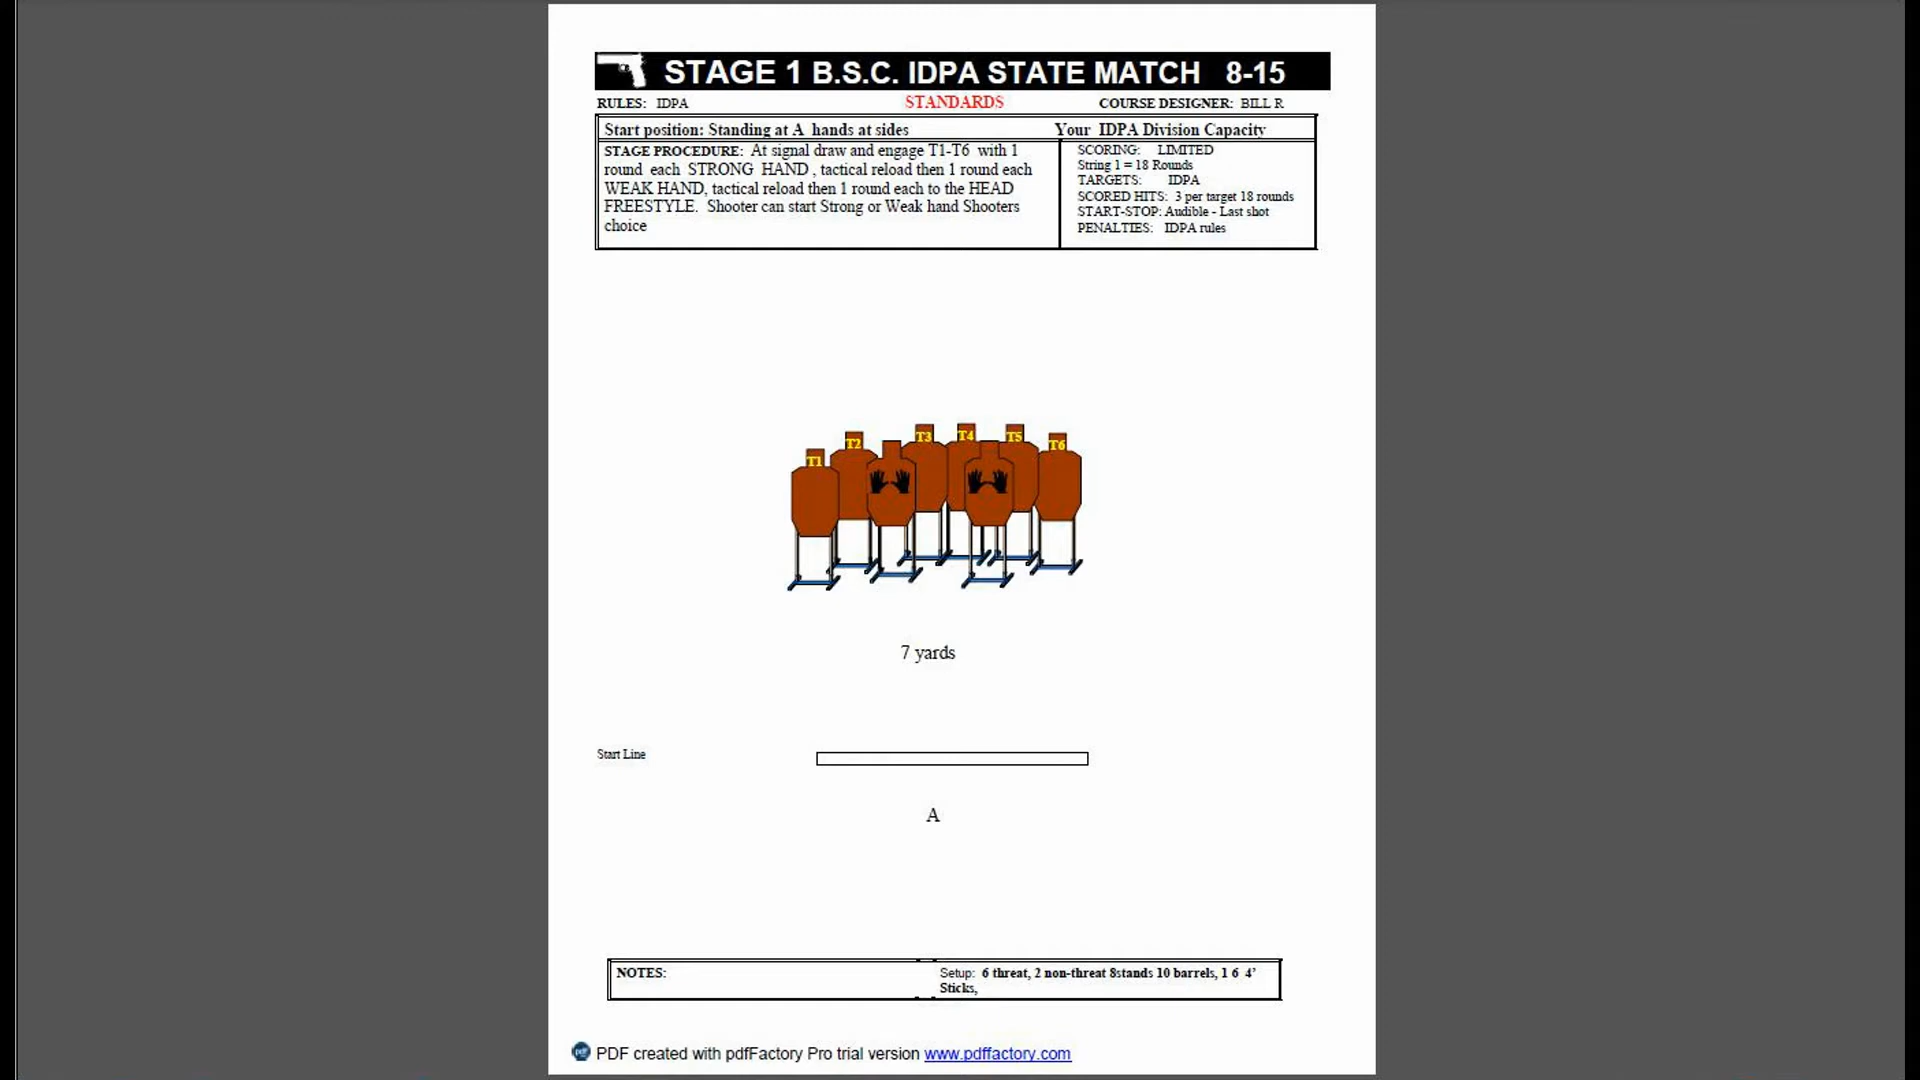 STAGE 1 B.S.C. IDPA STATE MATCH 8-15
RULES: IDPA STANDARDS COURSE DESIGNER: BILL R
Start position: Standing at A hands at sides Your IDPA Division Capacity
STAGE PROCEDURE: At signal draw and engage T1-T6 with 1
round each STRONG HAND , tactical reload then 1 round each
WEAK HAND, tactical reload then 1 round each to the HEAD
FREESTYLE. Shooter can start Strong or Weak hand Shooters
choice
SCORING: LIMITED
String 1 = 18 Rounds
TARGETS: IDPA
SCORED HITS: 3 per target 18 rounds
START-STOP: Audible - Last shot
PENALTIES: IDPA rules
T1 T2 T3 T4 T5 T6
7 yards
Start Line
A
NOTES:
Setup: 6 threat, 2 non-threat 8stands 10 barrels, 1 6 4’
Sticks,
pdf PDF created with pdfFactory Pro trial version www.pdffactory.com